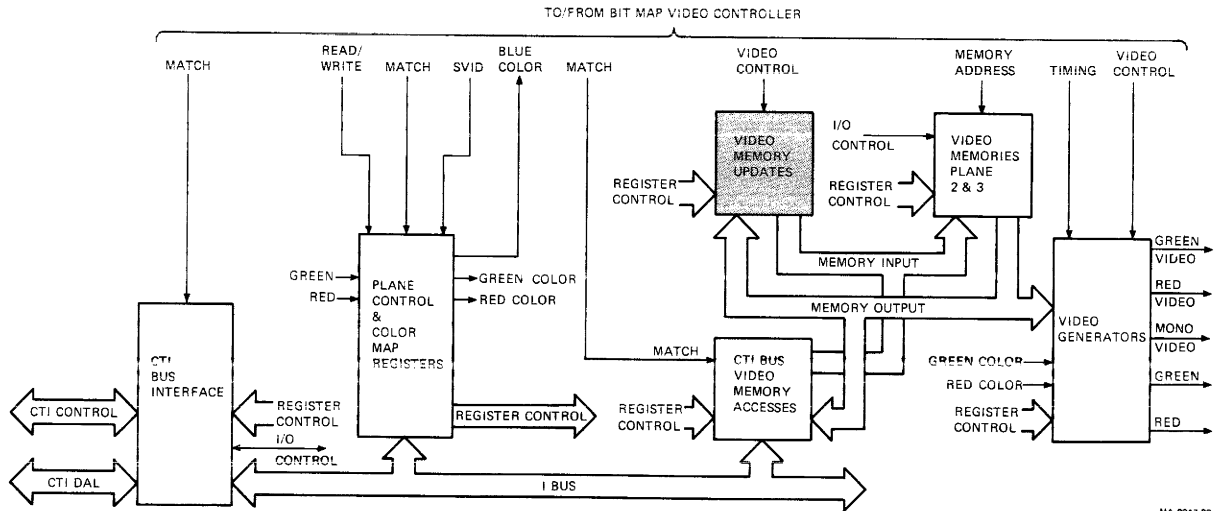 TO/FROM BIT MAP VIDEO CONTROLLER
MATCH
READ/
WRITE
MATCH
SVID
BLUE
COLOR
MATCH
VIDEO
CONTROL
MEMORY
ADDRESS
TIMING
VIDEO
CONTROL
VIDEO
MEMORY
UPDATES
I/O
CONTROL
VIDEO
MEMORIES
PLANE
2 & 3
REGISTER
CONTROL
REGISTER
CONTROL
MEMORY INPUT
MEMORY OUTPUT
GREEN
RED
PLANE
CONTROL
&
COLOR
MAP
REGISTERS
GREEN COLOR
RED COLOR
REGISTER CONTROL
CTI
BUS
INTERFACE
CTI CONTROL
CTI DAL
REGISTER
CONTROL
I/O
CONTROL
I BUS
MATCH
CTI BUS
VIDEO
MEMORY
ACCESSES
REGISTER
CONTROL
VIDEO
GENERATORS
GREEN COLOR
RED COLOR
REGISTER
CONTROL
GREEN
VIDEO
RED
VIDEO
MONO
VIDEO
GREEN
RED